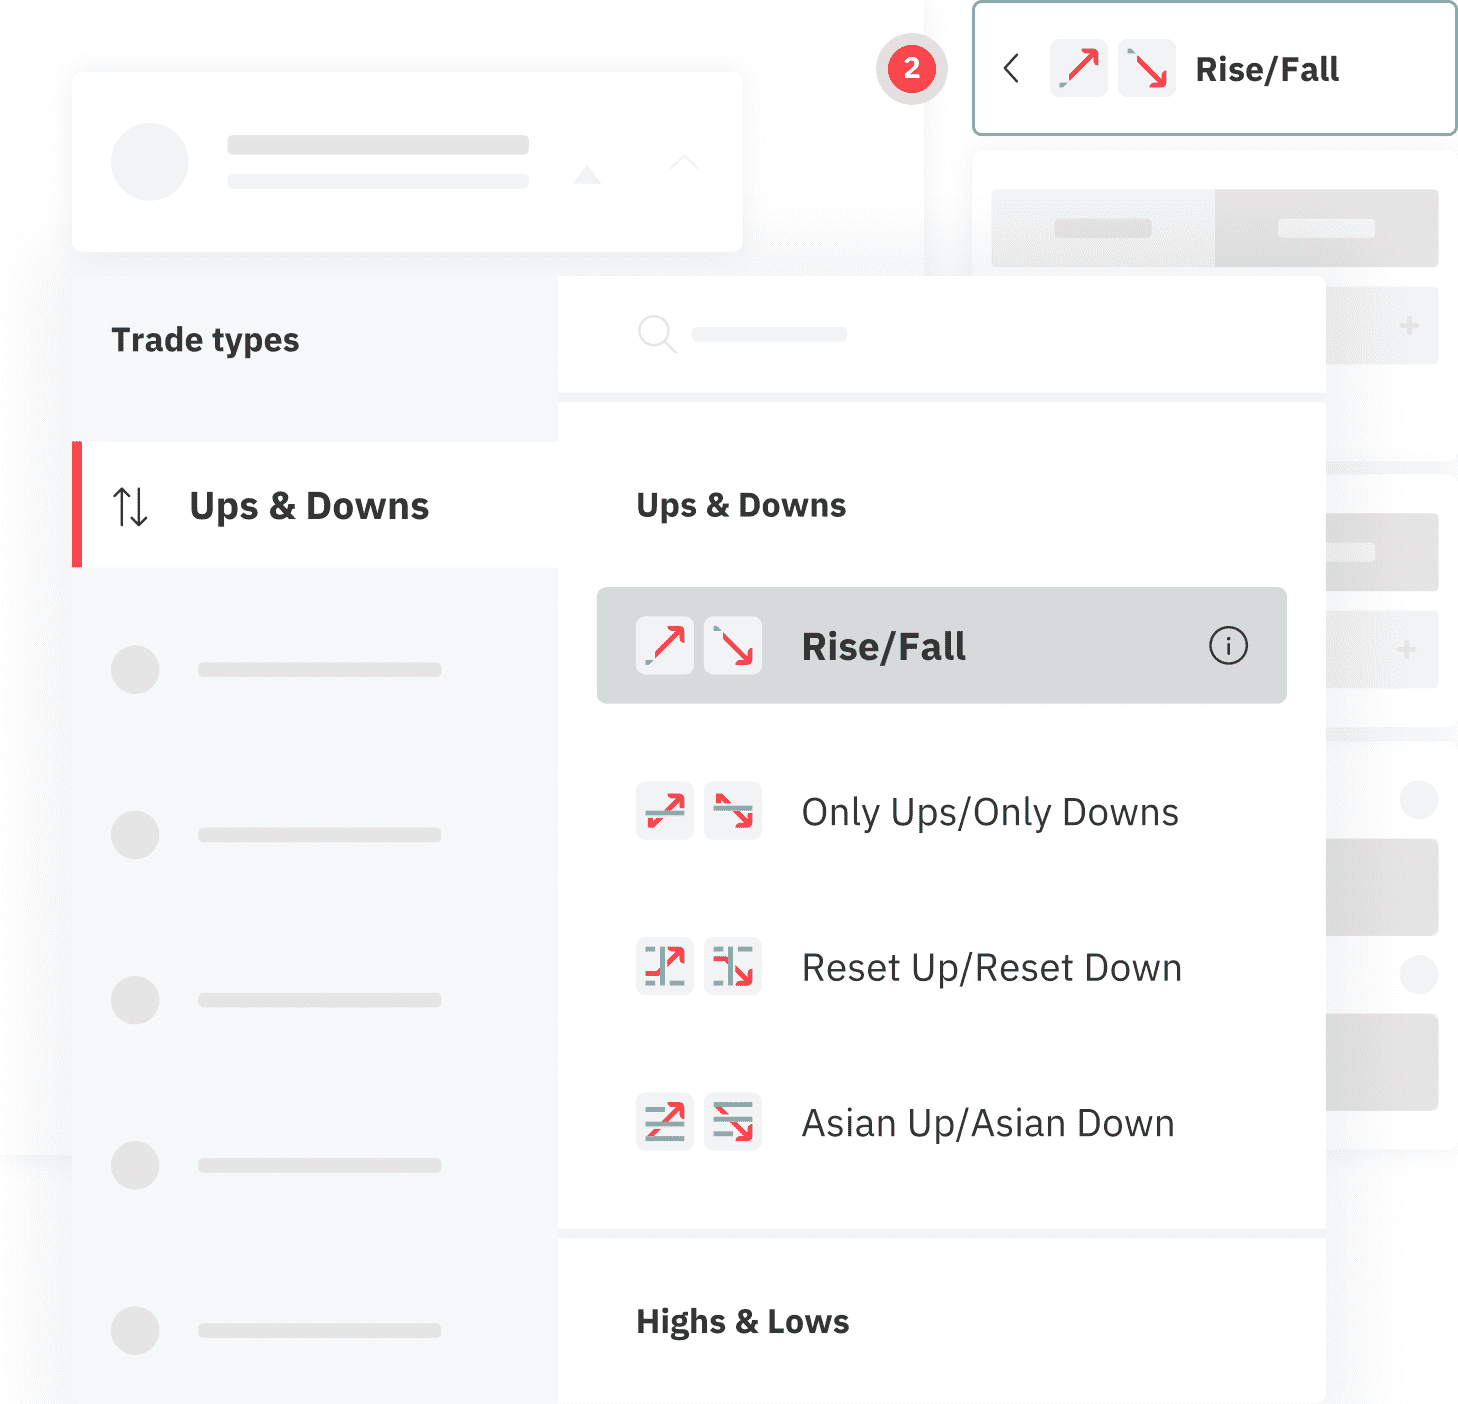 2
Rise/Fall
Trade types
Ups & Downs
Ups & Downs
Rise/Fall
Only Ups/Only Downs
Reset Up/Reset Down
Asian Up/Asian Down
Highs & Lows